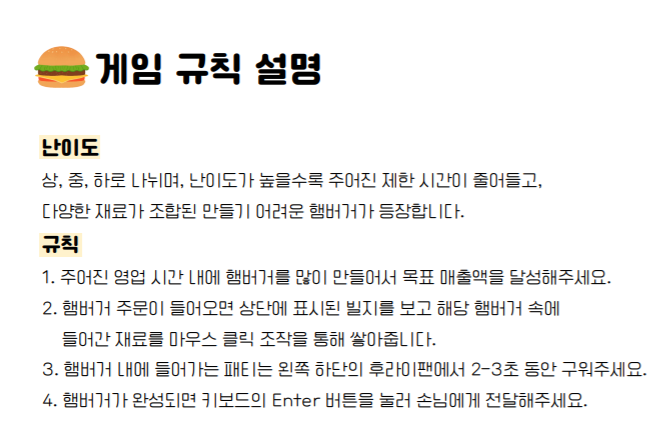 게임 규칙 설명
난이도
상, 중, 하로 나뉘며, 난이도가 높을수록 주어진 제한 시간이 줄어들고,
다양한 재료가 조합된 만들기 어려운 햄버거가 등장합니다.
규칙
1. 주어진 영업 시간 내에 햄버거를 많이 만들어서 목표 매출액을 달성해주세요.
2. 햄버거 주문이 들어오면 상단에 표시된 빌지를 보고 해당 햄버거 속에
들어간 재료를 마우스 클릭 조작을 통해 쌓아줍니다.
3. 햄버거 내에 들어가는 패티는 왼쪽 하단의 후라이팬에서 2-3초 동안 구워주세요.
4. 햄버거가 완성되면 키보드의 Enter 버튼을 눌러 손님에게 전달해주세요.